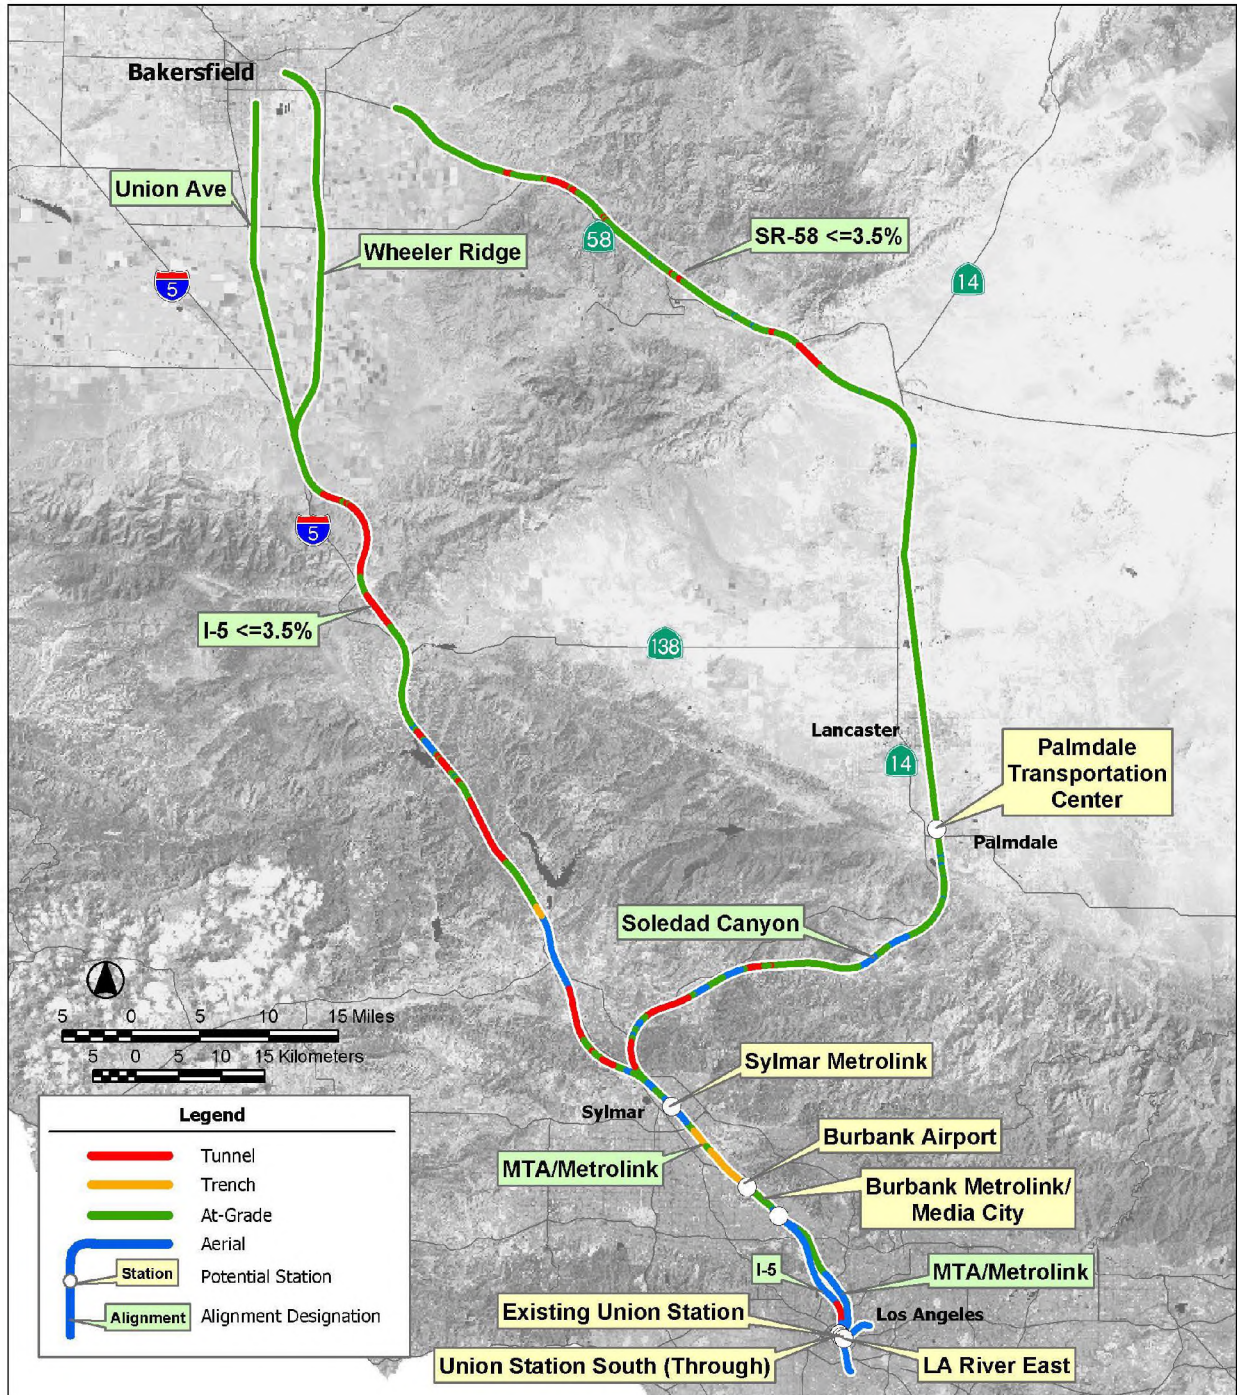 Bakersfield
Union Ave
Wheeler Ridge
58
SR-58 <=3.5%
5
14
5
I-5 <=3.5%
138
Lancaster
14
Palmdale
Transportation
Center
Palmdale
Soledad Canyon
5 0 5 10 15 Miles
5 0 5 10 15 Kilometers
Sylmar Metrolink
Sylmar
Burbank Airport
MTA/Metrolink
Burbank Metrolink/
Media City
I-5
MTA/Metrolink
Existing Union Station
Los Angeles
Union Station South (Through)
LA River East
Legend
Tunnel
Trench
At-Grade
Aerial
Station
Potential Station
Alignment
Alignment Designation